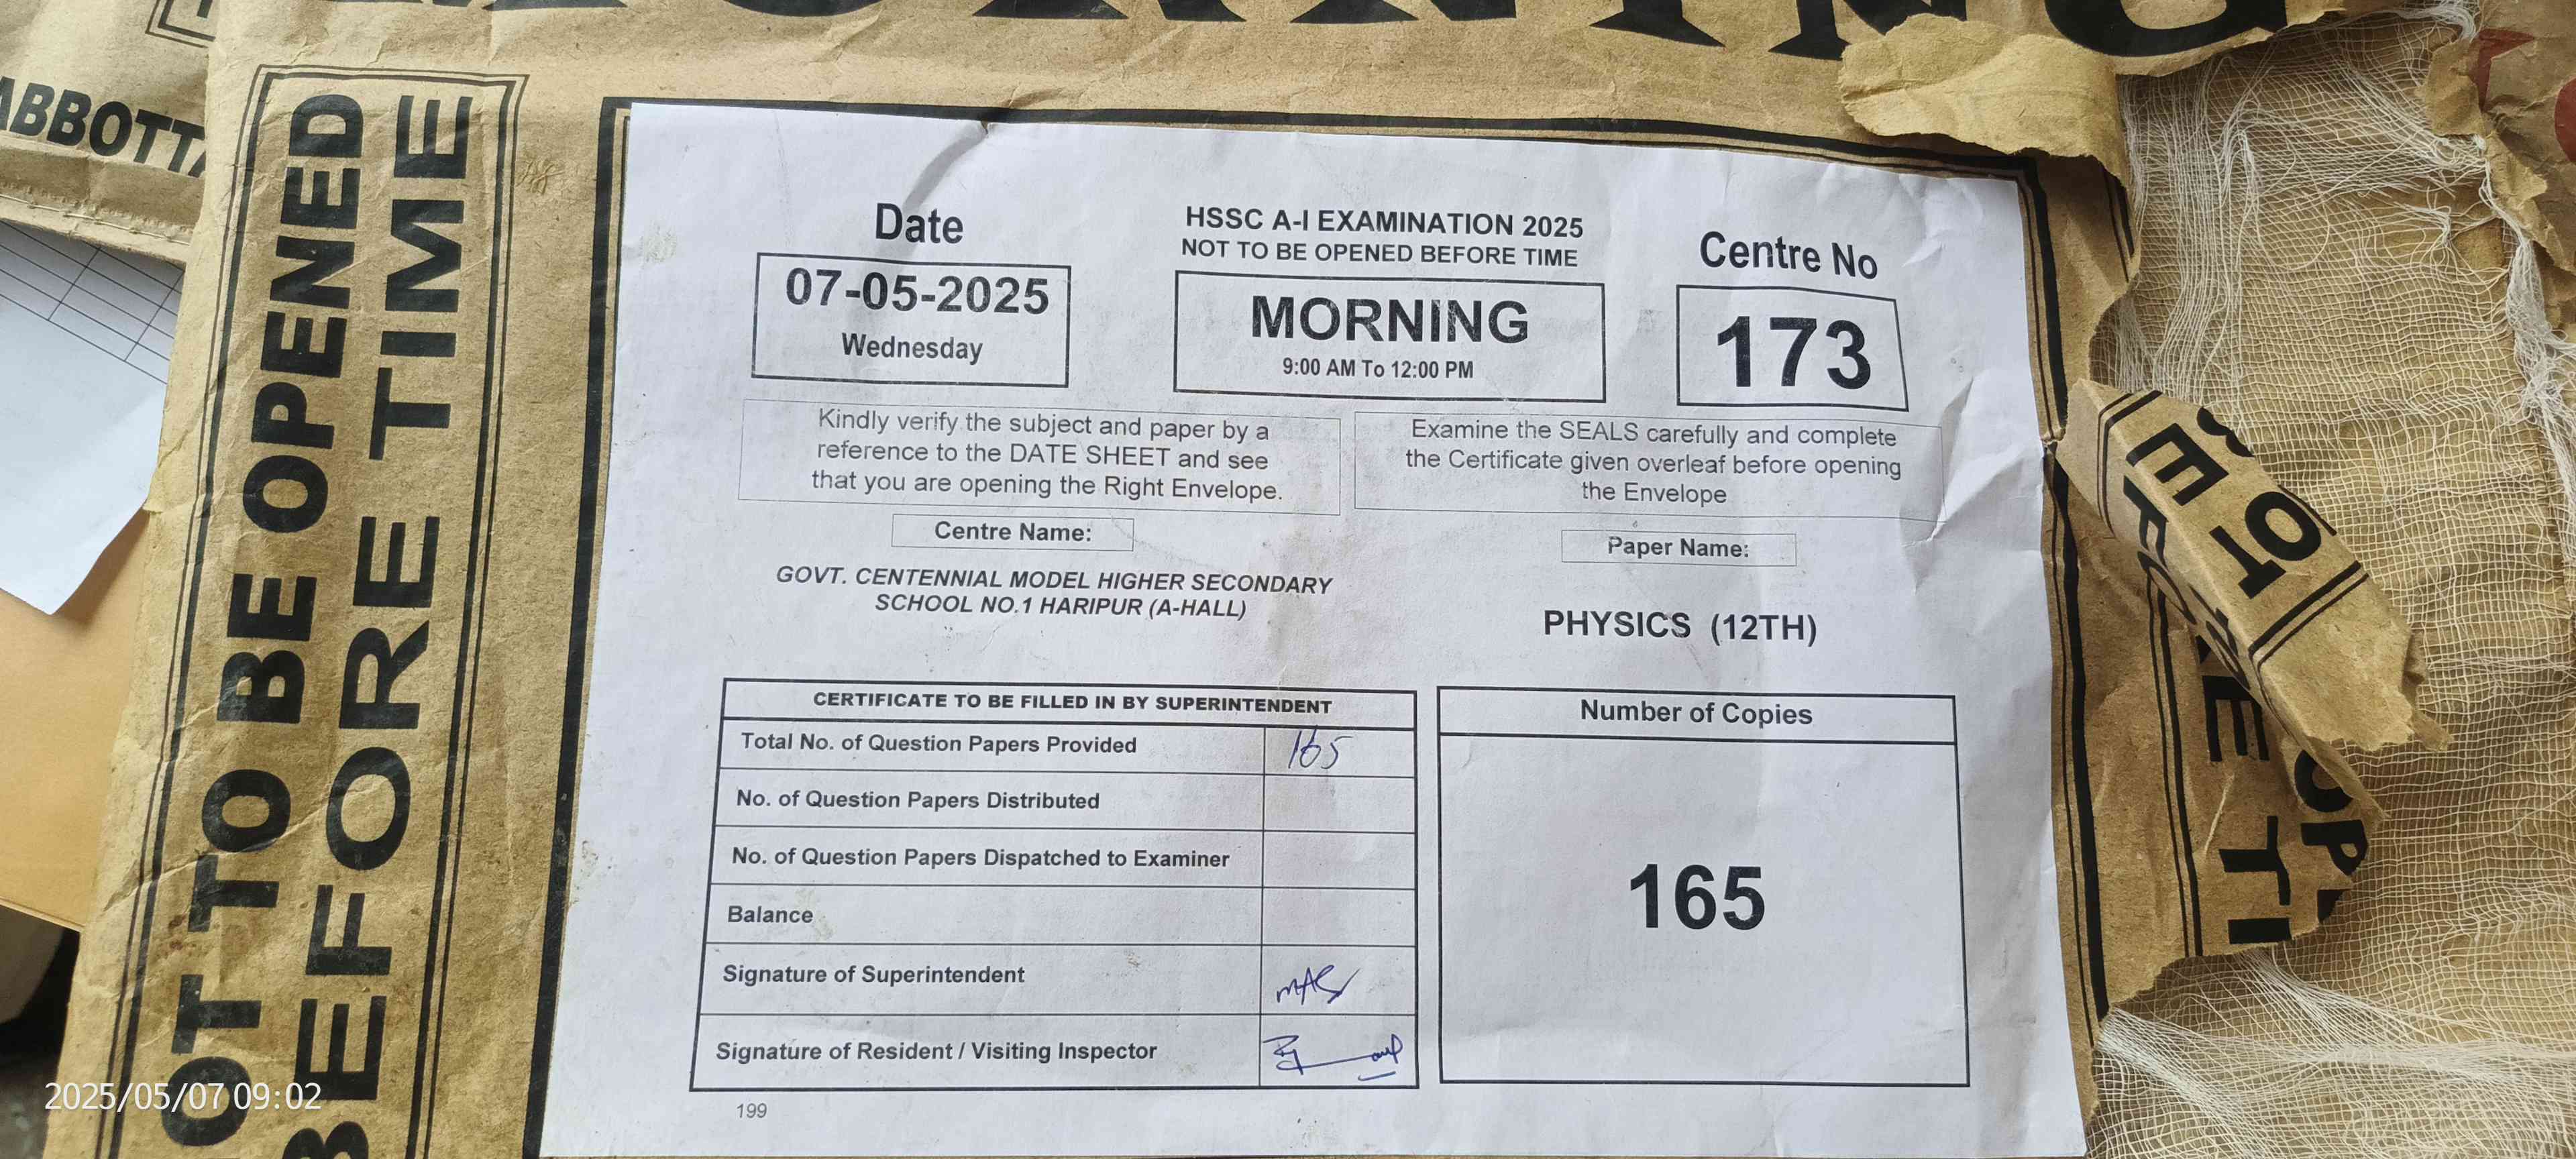 MORNING
ABBOTTA
NOT TO BE OPENED
BEFORE TIME
Date
07-05-2025
Wednesday
HSSC A-I EXAMINATION 2025
NOT TO BE OPENED BEFORE TIME
MORNING
9:00 AM To 12:00 PM
Centre No
173
Kindly verify the subject and paper by a
reference to the DATE SHEET and see
that you are opening the Right Envelope.
Examine the SEALS carefully and complete
the Certificate given overleaf before opening
the Envelope
Centre Name:
GOVT. CENTENNIAL MODEL HIGHER SECONDARY
SCHOOL NO.1 HARIPUR (A-HALL)
Paper Name:
PHYSICS (12TH)
CERTIFICATE TO BE FILLED IN BY SUPERINTENDENT
Total No. of Question Papers Provided 165
No. of Question Papers Distributed
No. of Question Papers Dispatched to Examiner
Balance
Signature of Superintendent
Signature of Resident / Visiting Inspector
Number of Copies
165
199
2025/05/07 09:02